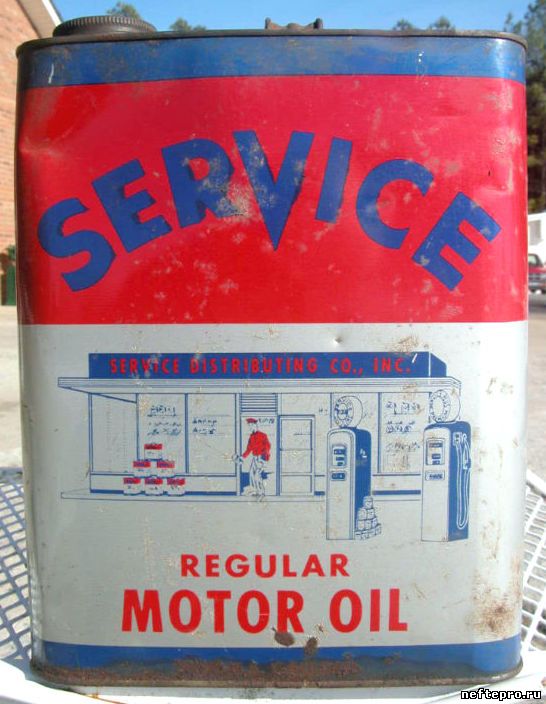 SERVICE
SERVICE DISTRIBUTING CO., INC.
REGULAR
MOTOR OIL
neftepro.ru